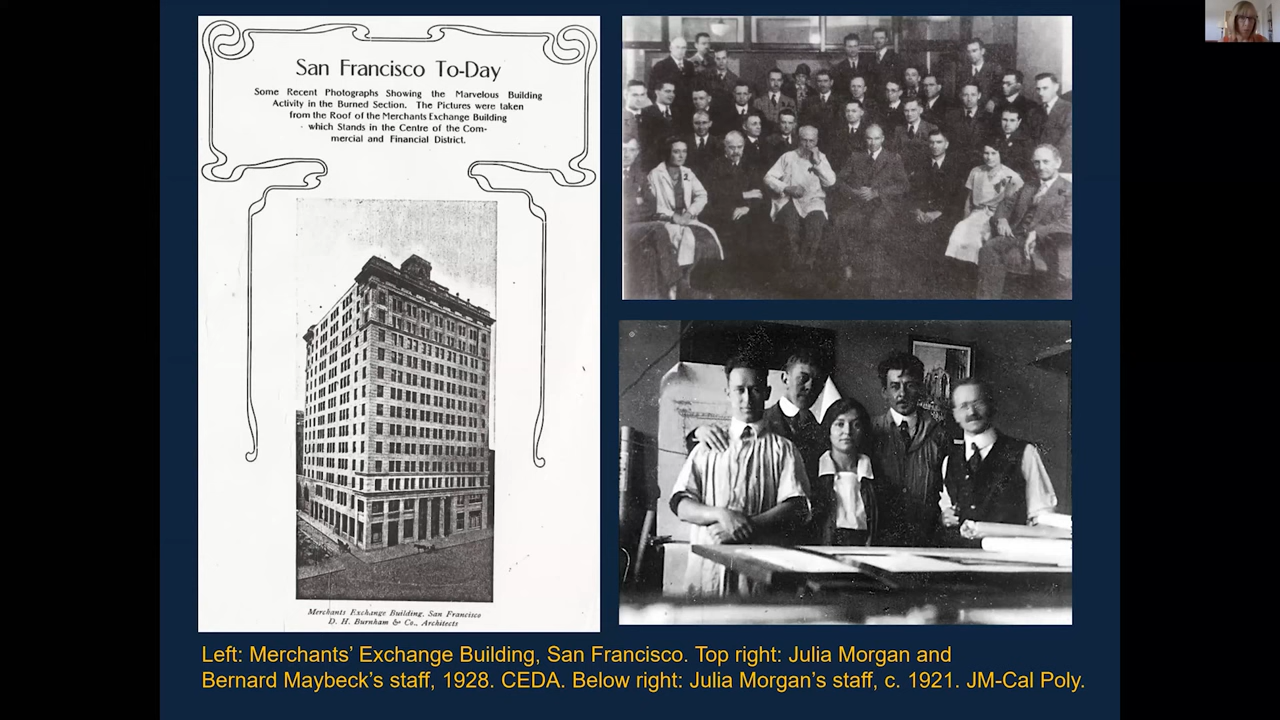 San Francisco To-Day
Some Recent Photographs Showing the Marvelous Building
Activity in the Burned Section. The Pictures were taken
from the Roof of the Merchants Exchange Building
which Stands in the Centre of the Com-
mercial and Financial District.
Merchants Exchange Building, San Francisco
D. H. Burnham & Co., Architects
Left: Merchants’ Exchange Building, San Francisco. Top right: Julia Morgan and
Bernard Maybeck’s staff, 1928. CEDA. Below right: Julia Morgan’s staff, c. 1921. JM-Cal Poly.